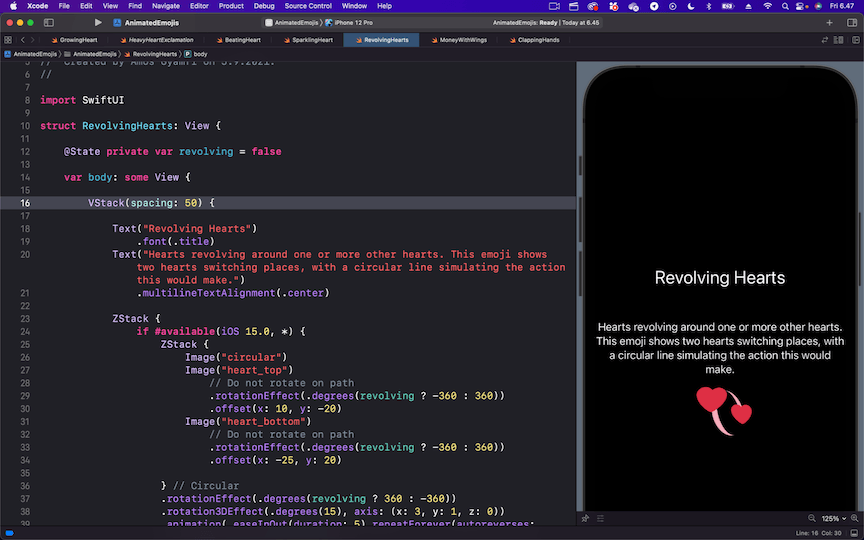 Xcode File Edit View Find Navigate Editor Product Debug Source Control Window Help Fri 6.47
AnimatedEmojis AnimatedEmojis iPhone 12 Pro AnimatedEmojis: Ready | Today at 6.45
GrowingHeart HeavyHeartExclamation BeatingHeart SparklingHeart RevolvingHearts MoneyWithWings ClappingHands
AnimatedEmojis AnimatedEmojis RevolvingHearts P body
5 // Created by Amos Gyamfi on 3.9.2021.
6 //
7
8 import SwiftUI
9
10 struct RevolvingHearts: View {
11
12 @State private var revolving = false
13
14 var body: some View {
15
16 VStack(spacing: 50) {
17
18 Text("Revolving Hearts")
19 .font(.title)
20 Text("Hearts revolving around one or more other hearts. This emoji shows
two hearts switching places, with a circular line simulating the action
this would make.")
21 .multilineTextAlignment(.center)
22
23 ZStack {
24 if #available(iOS 15.0, *) {
25 ZStack {
26 Image("circular")
27 Image("heart_top")
28 // Do not rotate on path
29 .rotationEffect(.degrees(revolving ? -360 : 360))
30 .offset(x: 10, y: -20)
31 Image("heart_bottom")
32 // Do not rotate on path
33 .rotationEffect(.degrees(revolving ? -360 : 360))
34 .offset(x: -25, y: 20)
35
36 } // Circular
37 .rotationEffect(.degrees(revolving ? 360 : -360))
38 .rotation3DEffect(.degrees(15), axis: (x: 3, y: 1, z: 0))
39 .animation(.easeInOut(duration: 5).repeatForever(autoreverses:
Revolving Hearts
Hearts revolving around one or more other hearts.
This emoji shows two hearts switching places, with
a circular line simulating the action this would
make.
125%
Line: 16 Col: 30